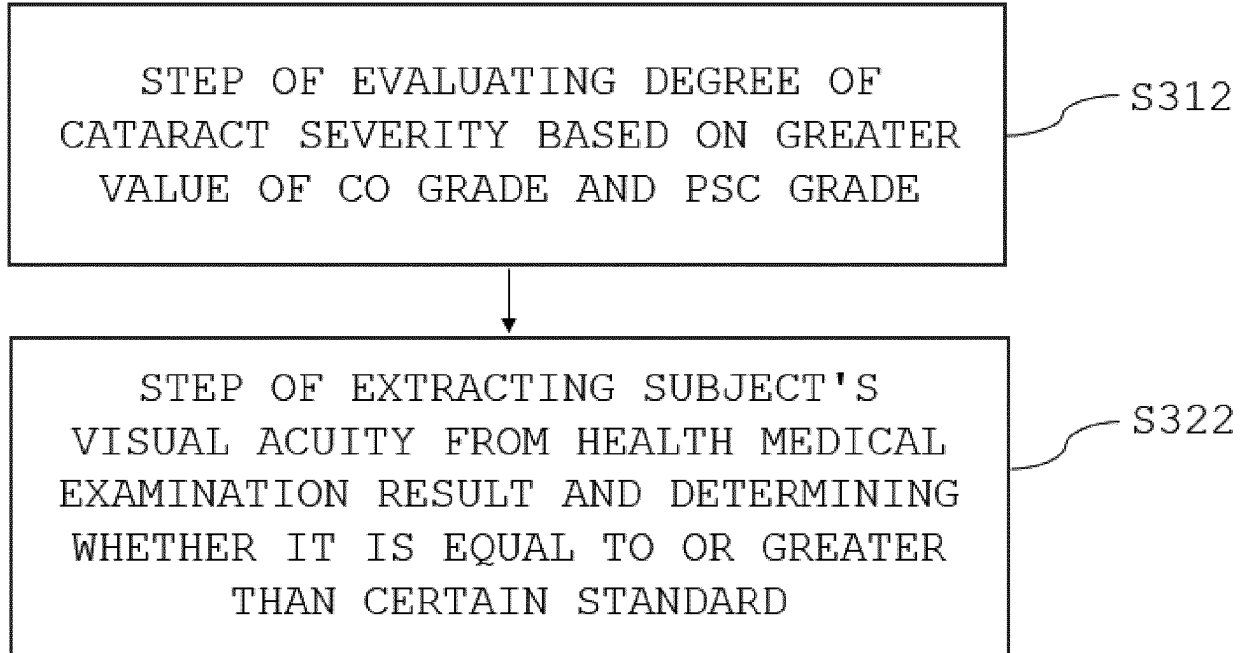 STEP OF EVALUATING DEGREE OF
CATARACT SEVERITY BASED ON GREATER
VALUE OF CO GRADE AND PSC GRADE
S312
STEP OF EXTRACTING SUBJECT'S
VISUAL ACUITY FROM HEALTH MEDICAL
EXAMINATION RESULT AND DETERMINING
WHETHER IT IS EQUAL TO OR GREATER
THAN CERTAIN STANDARD
S322